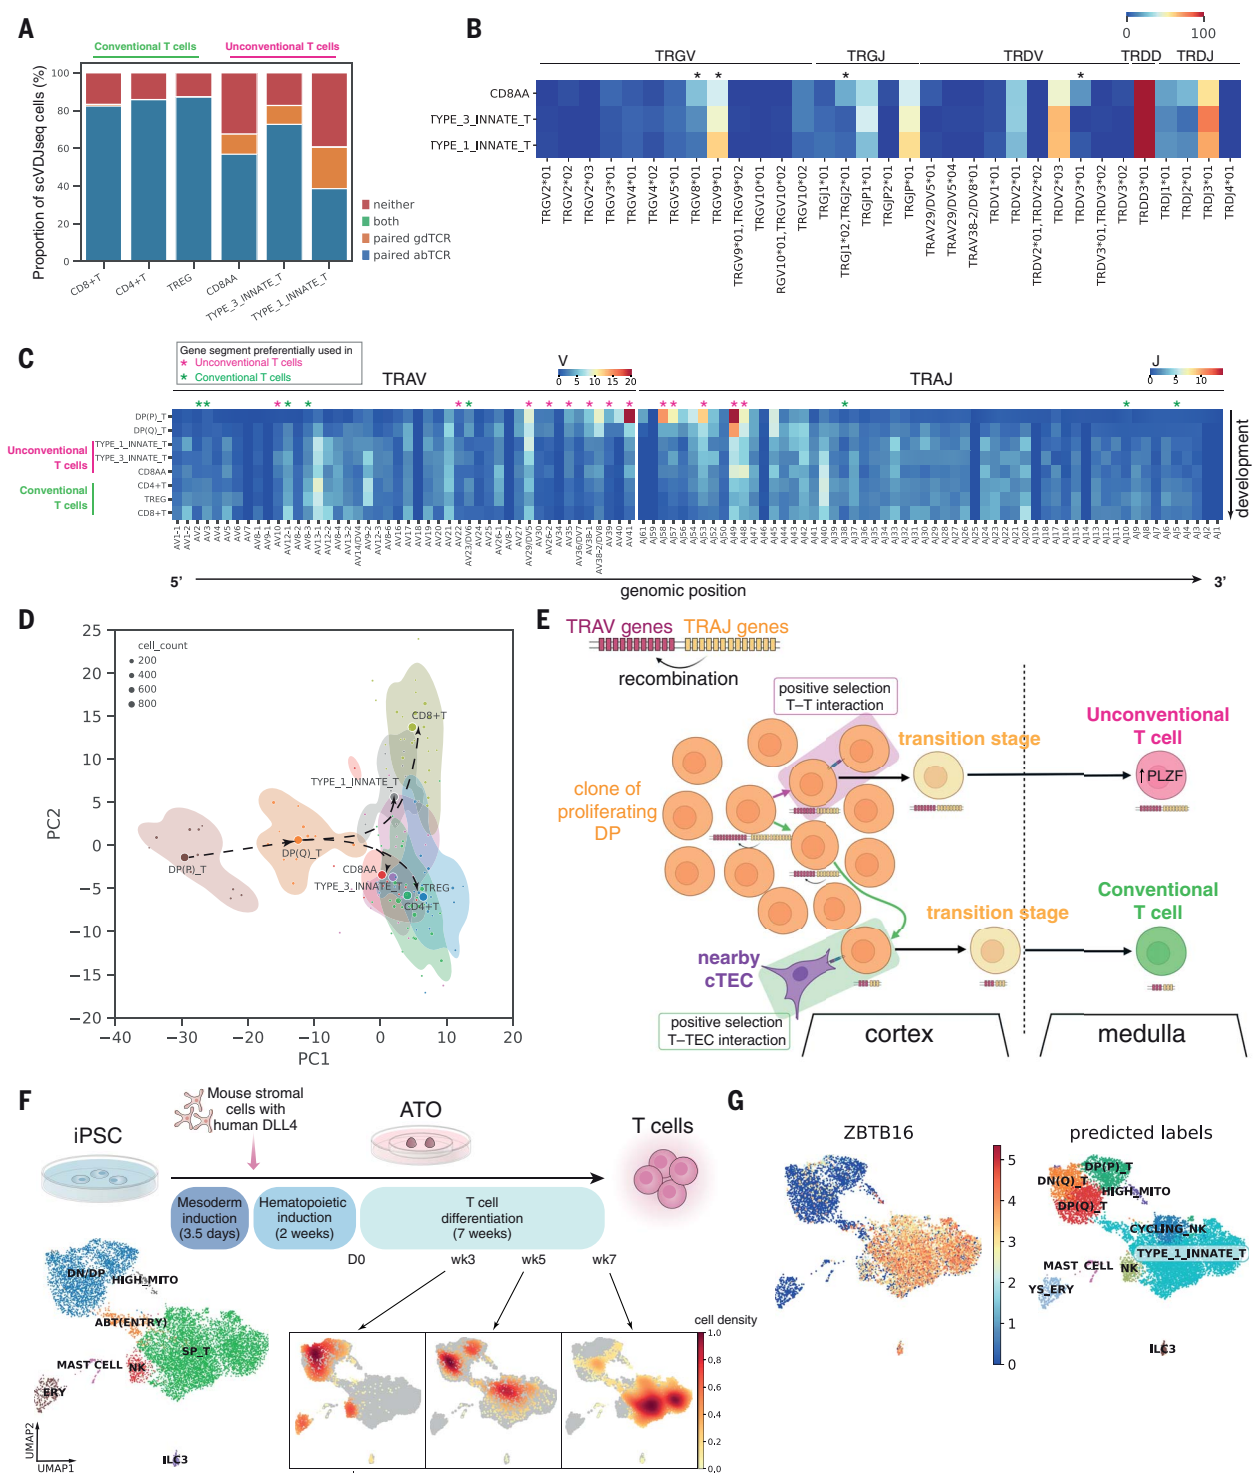 A
Conventional T cells
Unconventional T cells
Proportion of scVDJseq cells (%)
100
80
60
40
20
0
CD8+T
CD4+T
TREG
CD8AA
TYPE_3_INNATE_T
TYPE_1_INNATE_T
neither
both
paired gdTCR
paired abTCR
B
0
100
TRGV
TRGJ
TRDV
TRDD
TRDJ
* * * *
CD8AA
TYPE_3_INNATE_T
TYPE_1_INNATE_T
TRGV2*01
TRGV2*02
TRGV2*03
TRGV3*01
TRGV4*01
TRGV4*02
TRGV5*01
TRGV8*01
TRGV9*01
TRGV9*01,TRGV9*02
TRGV10*01
RGV10*01,TRGV10*02
TRGV10*02
TRGJ1*01
TRGJ1*02,TRGJ2*01
TRGJP1*01
TRGJP2*01
TRGJP*01
TRAV29/DV5*01
TRAV29/DV5*04
TRAV38-2/DV8*01
TRDV1*01
TRDV2*01
TRDV2*01,TRDV2*02
TRDV2*03
TRDV3*01
TRDV3*01,TRDV3*02
TRDV3*02
TRDD3*01
TRDJ1*01
TRDJ2*01
TRDJ3*01
TRDJ4*01
C
Gene segment preferentially used in
* Unconventional T cells
* Conventional T cells
TRAV
V
0 5 10 15 20
TRAJ
J
0 5 10
DP(P)_T
DP(Q)_T
TYPE_1_INNATE_T
TYPE_3_INNATE_T
CD8AA
CD4+T
TREG
CD8+T
Unconventional
T cells
Conventional
T cells
development
5'
genomic position
3'
D
25
20
15
10
5
0
−5
−10
−15
−20
PC2
−40
−30
−20
−10
0
10
20
PC1
cell_count
200
400
600
800
CD8+T
TYPE_1_INNATE_T
DP(Q)_T
DP(P)_T
CD8AA
TYPE_3_INNATE_T
TREG
CD4+T
E
TRAV genes
TRAJ genes
recombination
positive selection
T−T interaction
clone of
proliferating
DP
transition stage
Unconventional
T cell
↑PLZF
transition stage
Conventional
T cell
nearby
cTEC
positive selection
T−TEC interaction
cortex
medulla
F
iPSC
Mouse stromal
cells with
human DLL4
ATO
T cells
Mesoderm
induction
(3.5 days)
Hematopoietic
induction
(2 weeks)
T cell
differentiation
(7 weeks)
D0
wk3
wk5
wk7
DN/DP
HIGH_MITO
ABT(ENTRY)
SP_T
MAST CELL
NK
ERY
ILC3
UMAP2
UMAP1
cell density
1.0
0.8
0.6
0.4
0.2
0.0
G
ZBTB16
5
4
3
2
1
0
predicted labels
DP(P)_T
DN(Q)_T
HIGH_MITO
DP(Q)_T
CYCLING_NK
TYPE_1_INNATE_T
MAST CELL
NK
YS_ERY
ILC3